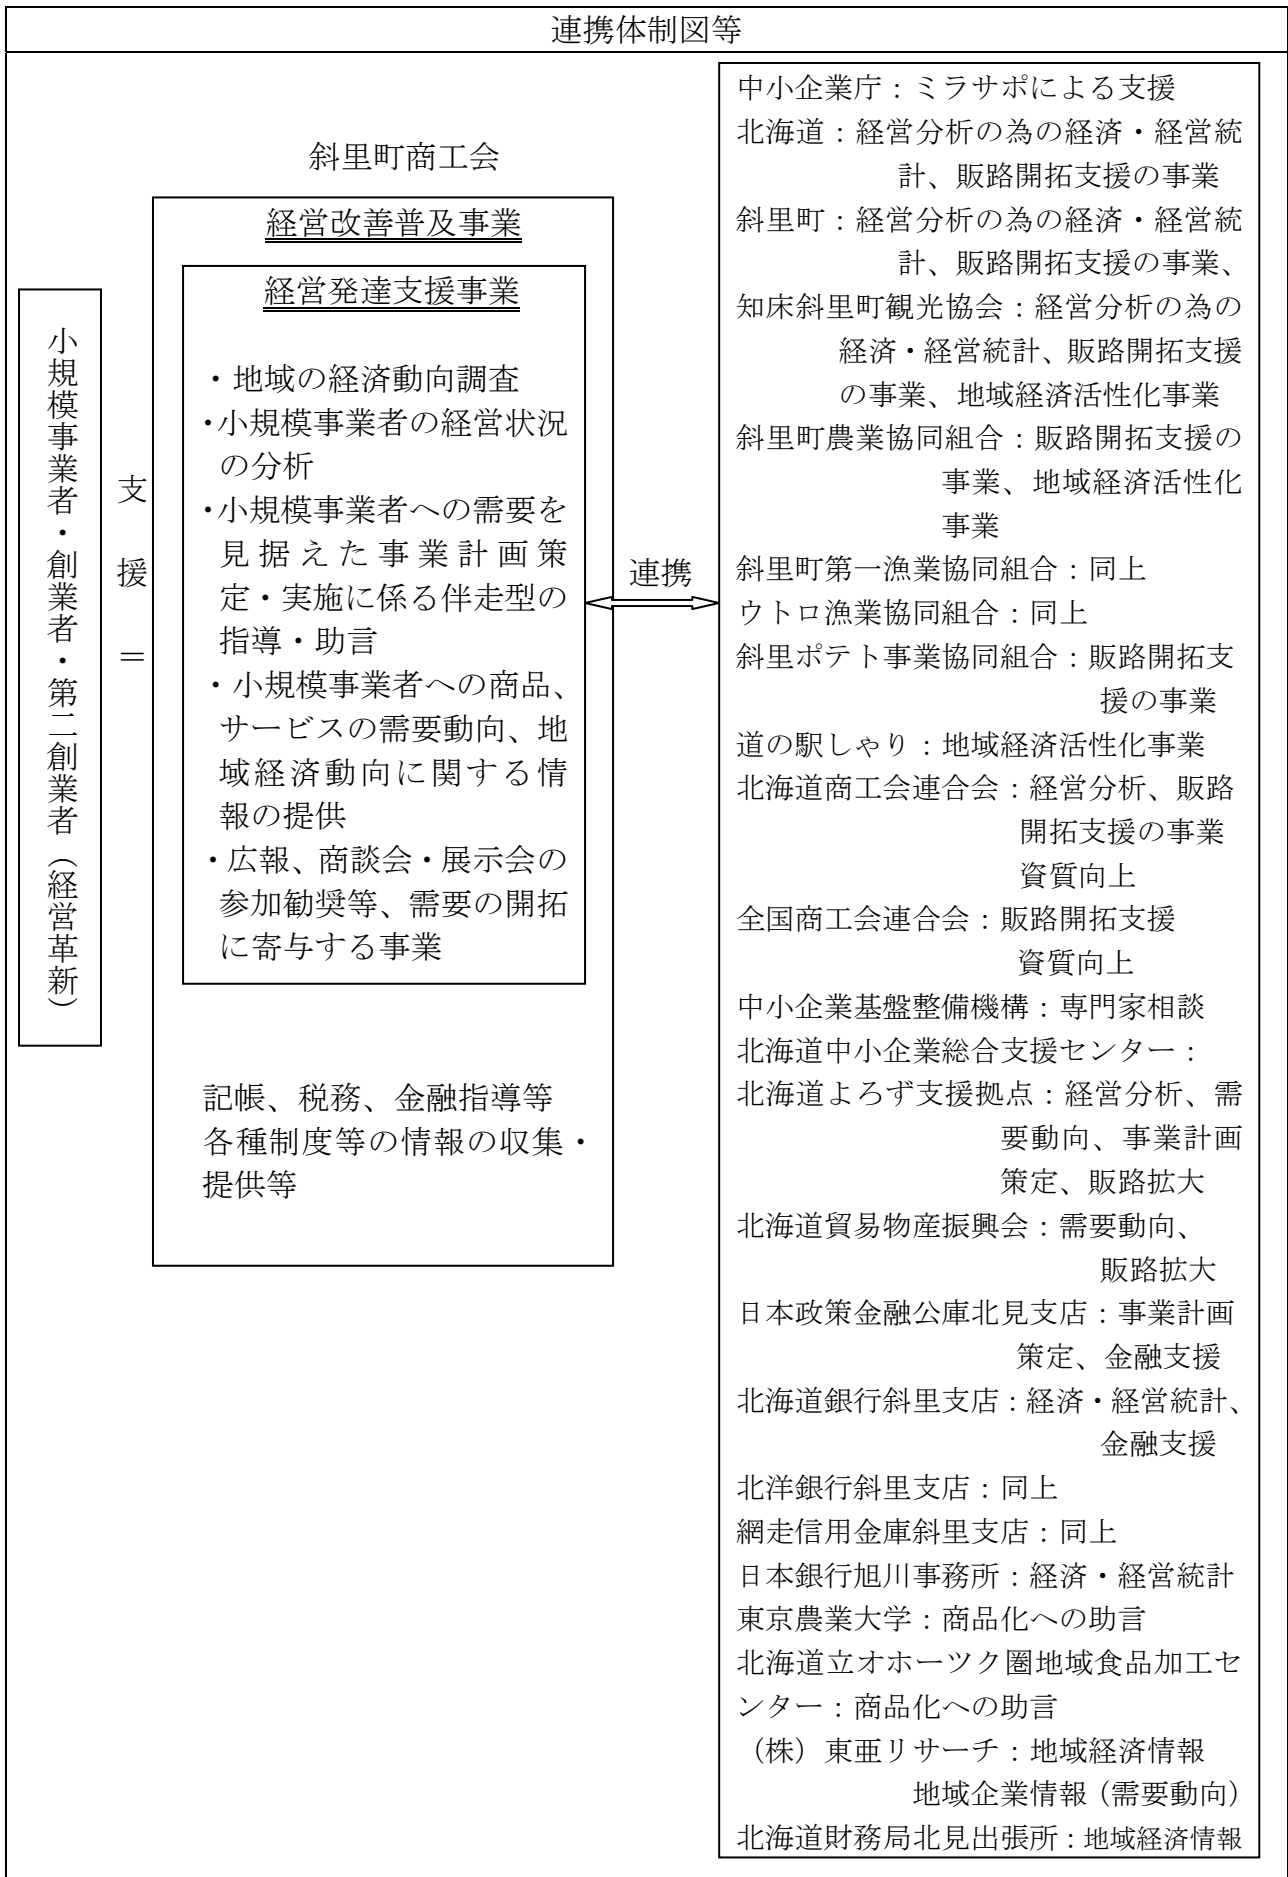 連携体制図等
小規模事業者・創業者・第二創業者（経営革新）
支援＝
斜里町商工会
経営改善普及事業
経営発達支援事業
・地域の経済動向調査
・小規模事業者の経営状況
の分析
・小規模事業者への需要を
見据えた事業計画策
定・実施に係る伴走型の
指導・助言
・小規模事業者への商品、
サービスの需要動向、地
域経済動向に関する情
報の提供
・広報、商談会・展示会の
参加勧奨等、需要の開拓
に寄与する事業
記帳、税務、金融指導等
各種制度等の情報の収集・
提供等
連携
中小企業庁：ミラサポによる支援
北海道：経営分析の為の経済・経営統
計、販路開拓支援の事業
斜里町：経営分析の為の経済・経営統
計、販路開拓支援の事業、
知床斜里町観光協会：経営分析の為の
経済・経営統計、販路開拓支援
の事業、地域経済活性化事業
斜里町農業協同組合：販路開拓支援の
事業、地域経済活性化
事業
斜里町第一漁業協同組合：同上
ウトロ漁業協同組合：同上
斜里ポテト事業協同組合：販路開拓支
援の事業
道の駅しゃり：地域経済活性化事業
北海道商工会連合会：経営分析、販路
開拓支援の事業
資質向上
全国商工会連合会：販路開拓支援
資質向上
中小企業基盤整備機構：専門家相談
北海道中小企業総合支援センター：
北海道よろず支援拠点：経営分析、需
要動向、事業計画
策定、販路拡大
北海道貿易物産振興会：需要動向、
販路拡大
日本政策金融公庫北見支店：事業計画
策定、金融支援
北海道銀行斜里支店：経済・経営統計、
金融支援
北洋銀行斜里支店：同上
網走信用金庫斜里支店：同上
日本銀行旭川事務所：経済・経営統計
東京農業大学：商品化への助言
北海道立オホーツク圏地域食品加工セ
ンター：商品化への助言
（株）東亜リサーチ：地域経済情報
地域企業情報（需要動向）
北海道財務局北見出張所：地域経済情報